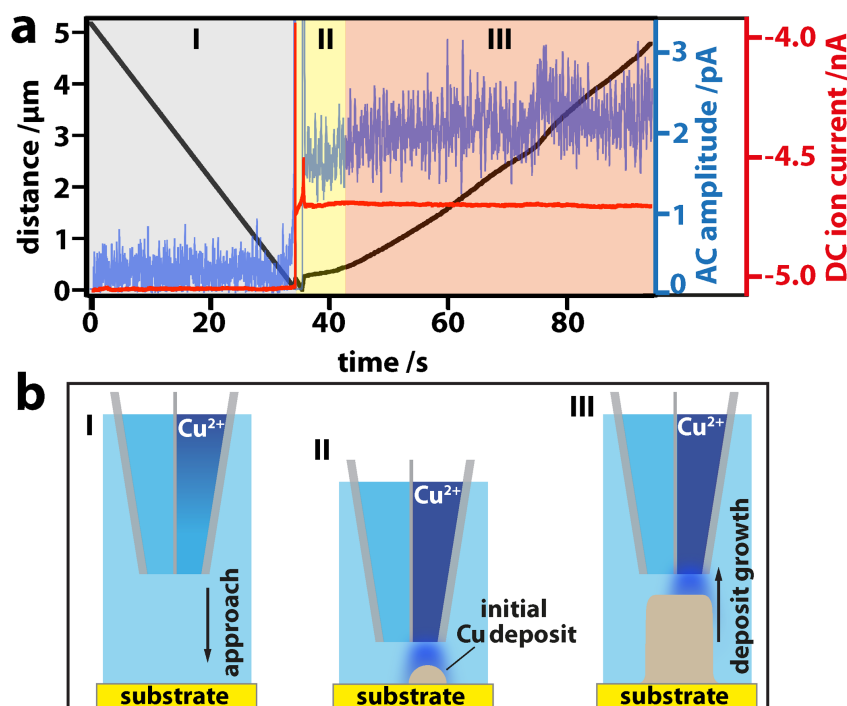 a
I
II
III
5
4
3
2
1
0
distance /µm
3
2
1
0
AC amplitude /pA
-4.0
-4.5
-5.0
DC ion current /nA
0
20
40
60
80
time /s
b
I
Cu²⁺
approach
substrate
II
Cu²⁺
initial
Cu deposit
substrate
III
Cu²⁺
deposit growth
substrate